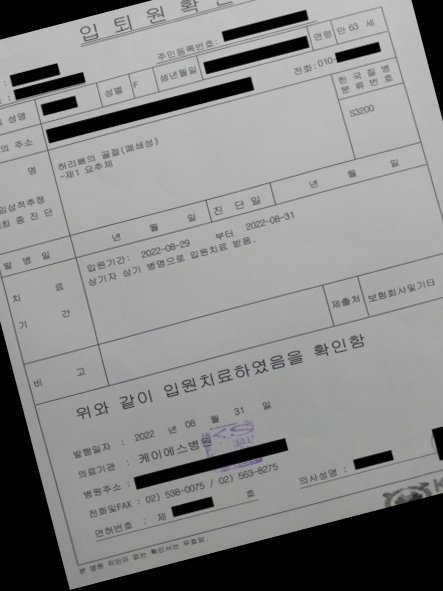 입 퇴 원 확
주민등록번호:
성명
성별 F
생년월일
연령 만 63 세
의 주소
전화:010-
한 국 질 병
분 류 번 호
명
허리뼈의 골절(폐쇄성)
-제1 요추체
S3200
임상적추정
최 종 진 단
발 병 일
년 월 일
진 단 일
년 월 일
치 료
기 간
입원기간: 2022-08-29 부터 2022-08-31
상기자 상기 병명으로 입원치료 받음.
비 고
제출처
보험회사및기타
위와 같이 입원치료하였음을 확인함
발행일자 : 2022 년 08 월 31 일
의료기관 : 케이에스병원
병원주소 :
전화및FAX : 02) 538-0075 / 02) 563-8275
면허번호 : 제 호
의사성명 :
본 병원 직인이 없는 확인서는 무효임.